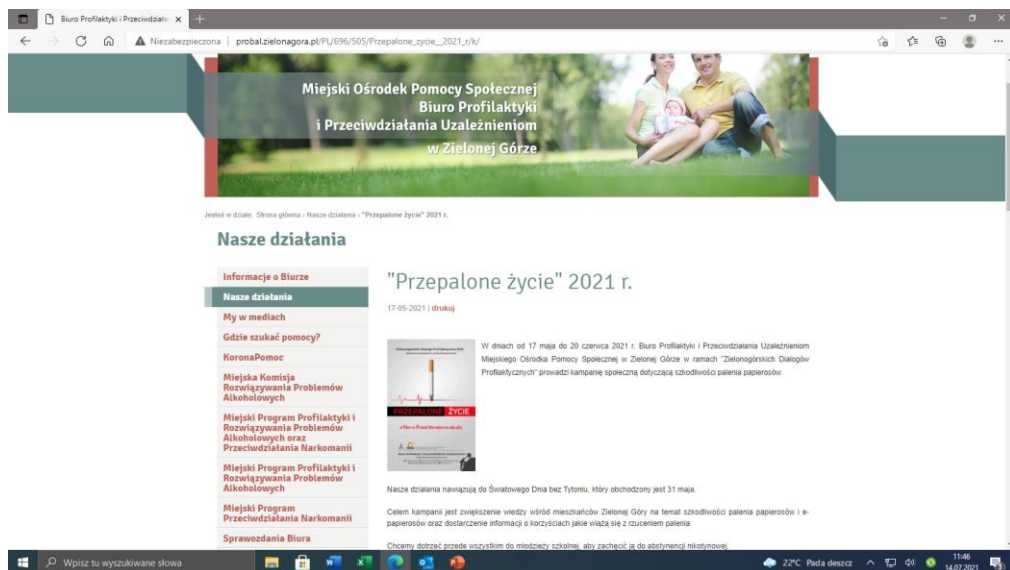 Biuro Profilaktyki i Przeciwdziałan
Niezabezpieczona | probal.zielonagora.pl/PL/696/505/Przepalone_zycie__2021_r/k/
Miejski Ośrodek Pomocy Społecznej
Biuro Profilaktyki
i Przeciwdziałania Uzależnieniom
w Zielonej Górze
Jesteś w dziale: Strona główna › Nasze działania › "Przepalone życie" 2021 r.
Nasze działania
Informacje o Biurze
Nasze działania
My w mediach
Gdzie szukać pomocy?
KoronaPomoc
Miejska Komisja
Rozwiązywania Problemów
Alkoholowych
Miejski Program Profilaktyki i
Rozwiązywania Problemów
Alkoholowych oraz
Przeciwdziałania Narkomanii
Miejski Program Profilaktyki i
Rozwiązywania Problemów
Alkoholowych
Miejski Program
Przeciwdziałania Narkomanii
Sprawozdania Biura
"Przepalone życie" 2021 r.
17-05-2021 | drukuj
PRZEPALONE ŻYCIE
W dniach od 17 maja do 20 czerwca 2021 r. Biuro Profilaktyki i Przeciwdziałania Uzależnieniom
Miejskiego Ośrodka Pomocy Społecznej w Zielonej Górze w ramach "Zielonogórskich Dialogów
Profilaktycznych" prowadzi kampanię społeczną dotyczącą szkodliwości palenia papierosów.
Nasze działania nawiązują do Światowego Dnia bez Tytoniu, który obchodzony jest 31 maja.
Celem kampanii jest zwiększenie wiedzy wśród mieszkańców Zielonej Góry na temat szkodliwości palenia papierosów i e-
papierosów oraz dostarczenie informacji o korzyściach jakie wiążą się z rzuceniem palenia.
Chcemy dotrzeć przede wszystkim do młodzieży szkolnej, aby zachęcić ją do abstynencji nikotynowej.
Wpisz tu wyszukiwane słowa
22°C Pada deszcz
11:46
14.07.2021